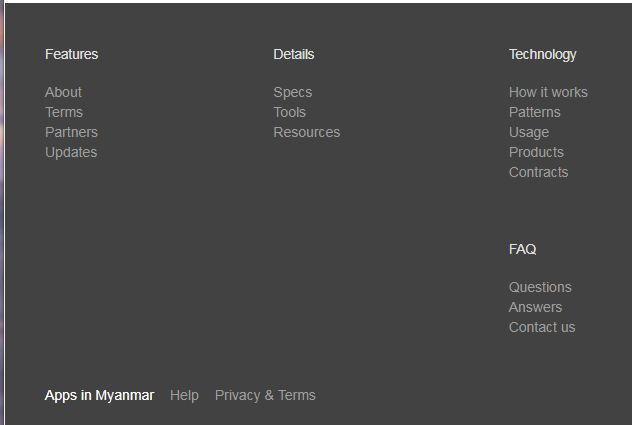 Features
About
Terms
Partners
Updates
Details
Specs
Tools
Resources
Technology
How it works
Patterns
Usage
Products
Contracts
FAQ
Questions
Answers
Contact us
Apps in Myanmar Help Privacy & Terms